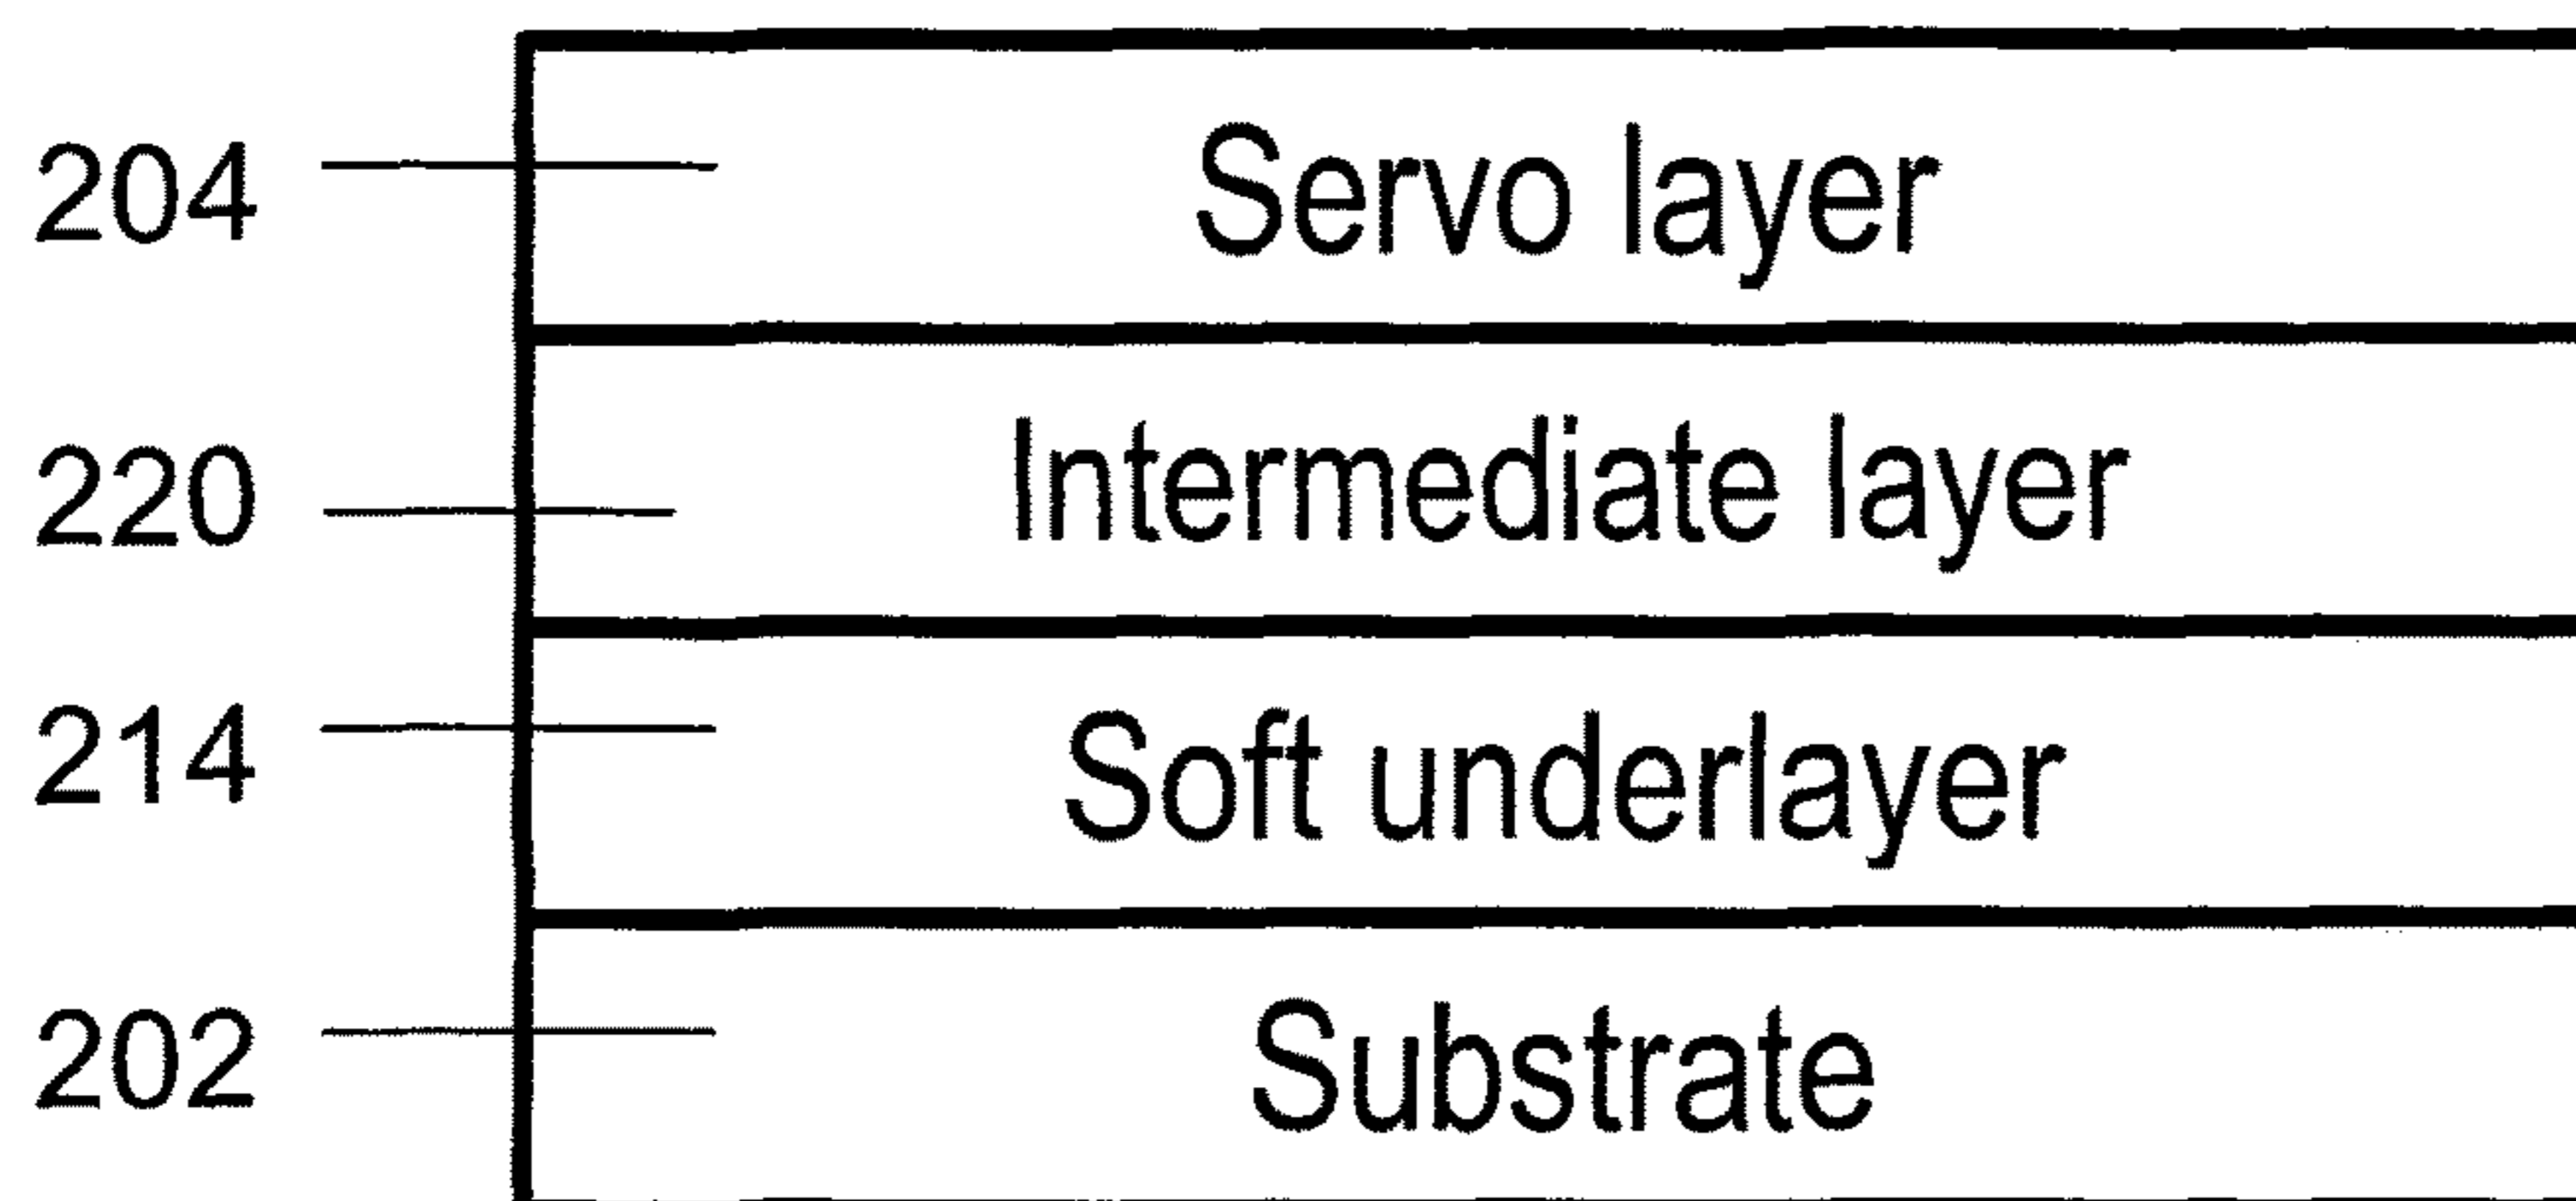 204 Servo layer
220 Intermediate layer
214 Soft underlayer
202 Substrate